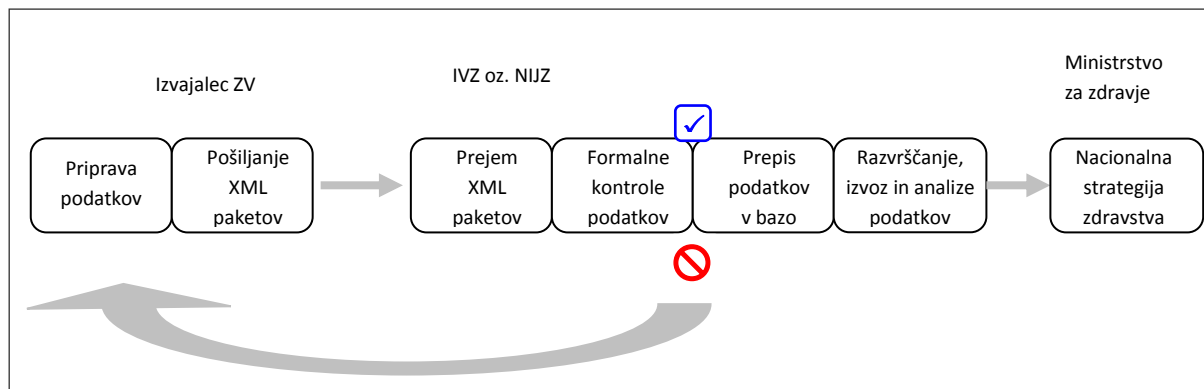 Izvajalec ZV
IVZ oz. NIJZ
Ministrstvo
za zdravje
Priprava
podatkov
Pošiljanje
XML
paketov
Prejem
XML
paketov
Formalne
kontrole
podatkov
Prepis
podatkov
v bazo
Razvrščanje,
izvoz in analize
podatkov
Nacionalna
strategija
zdravstva